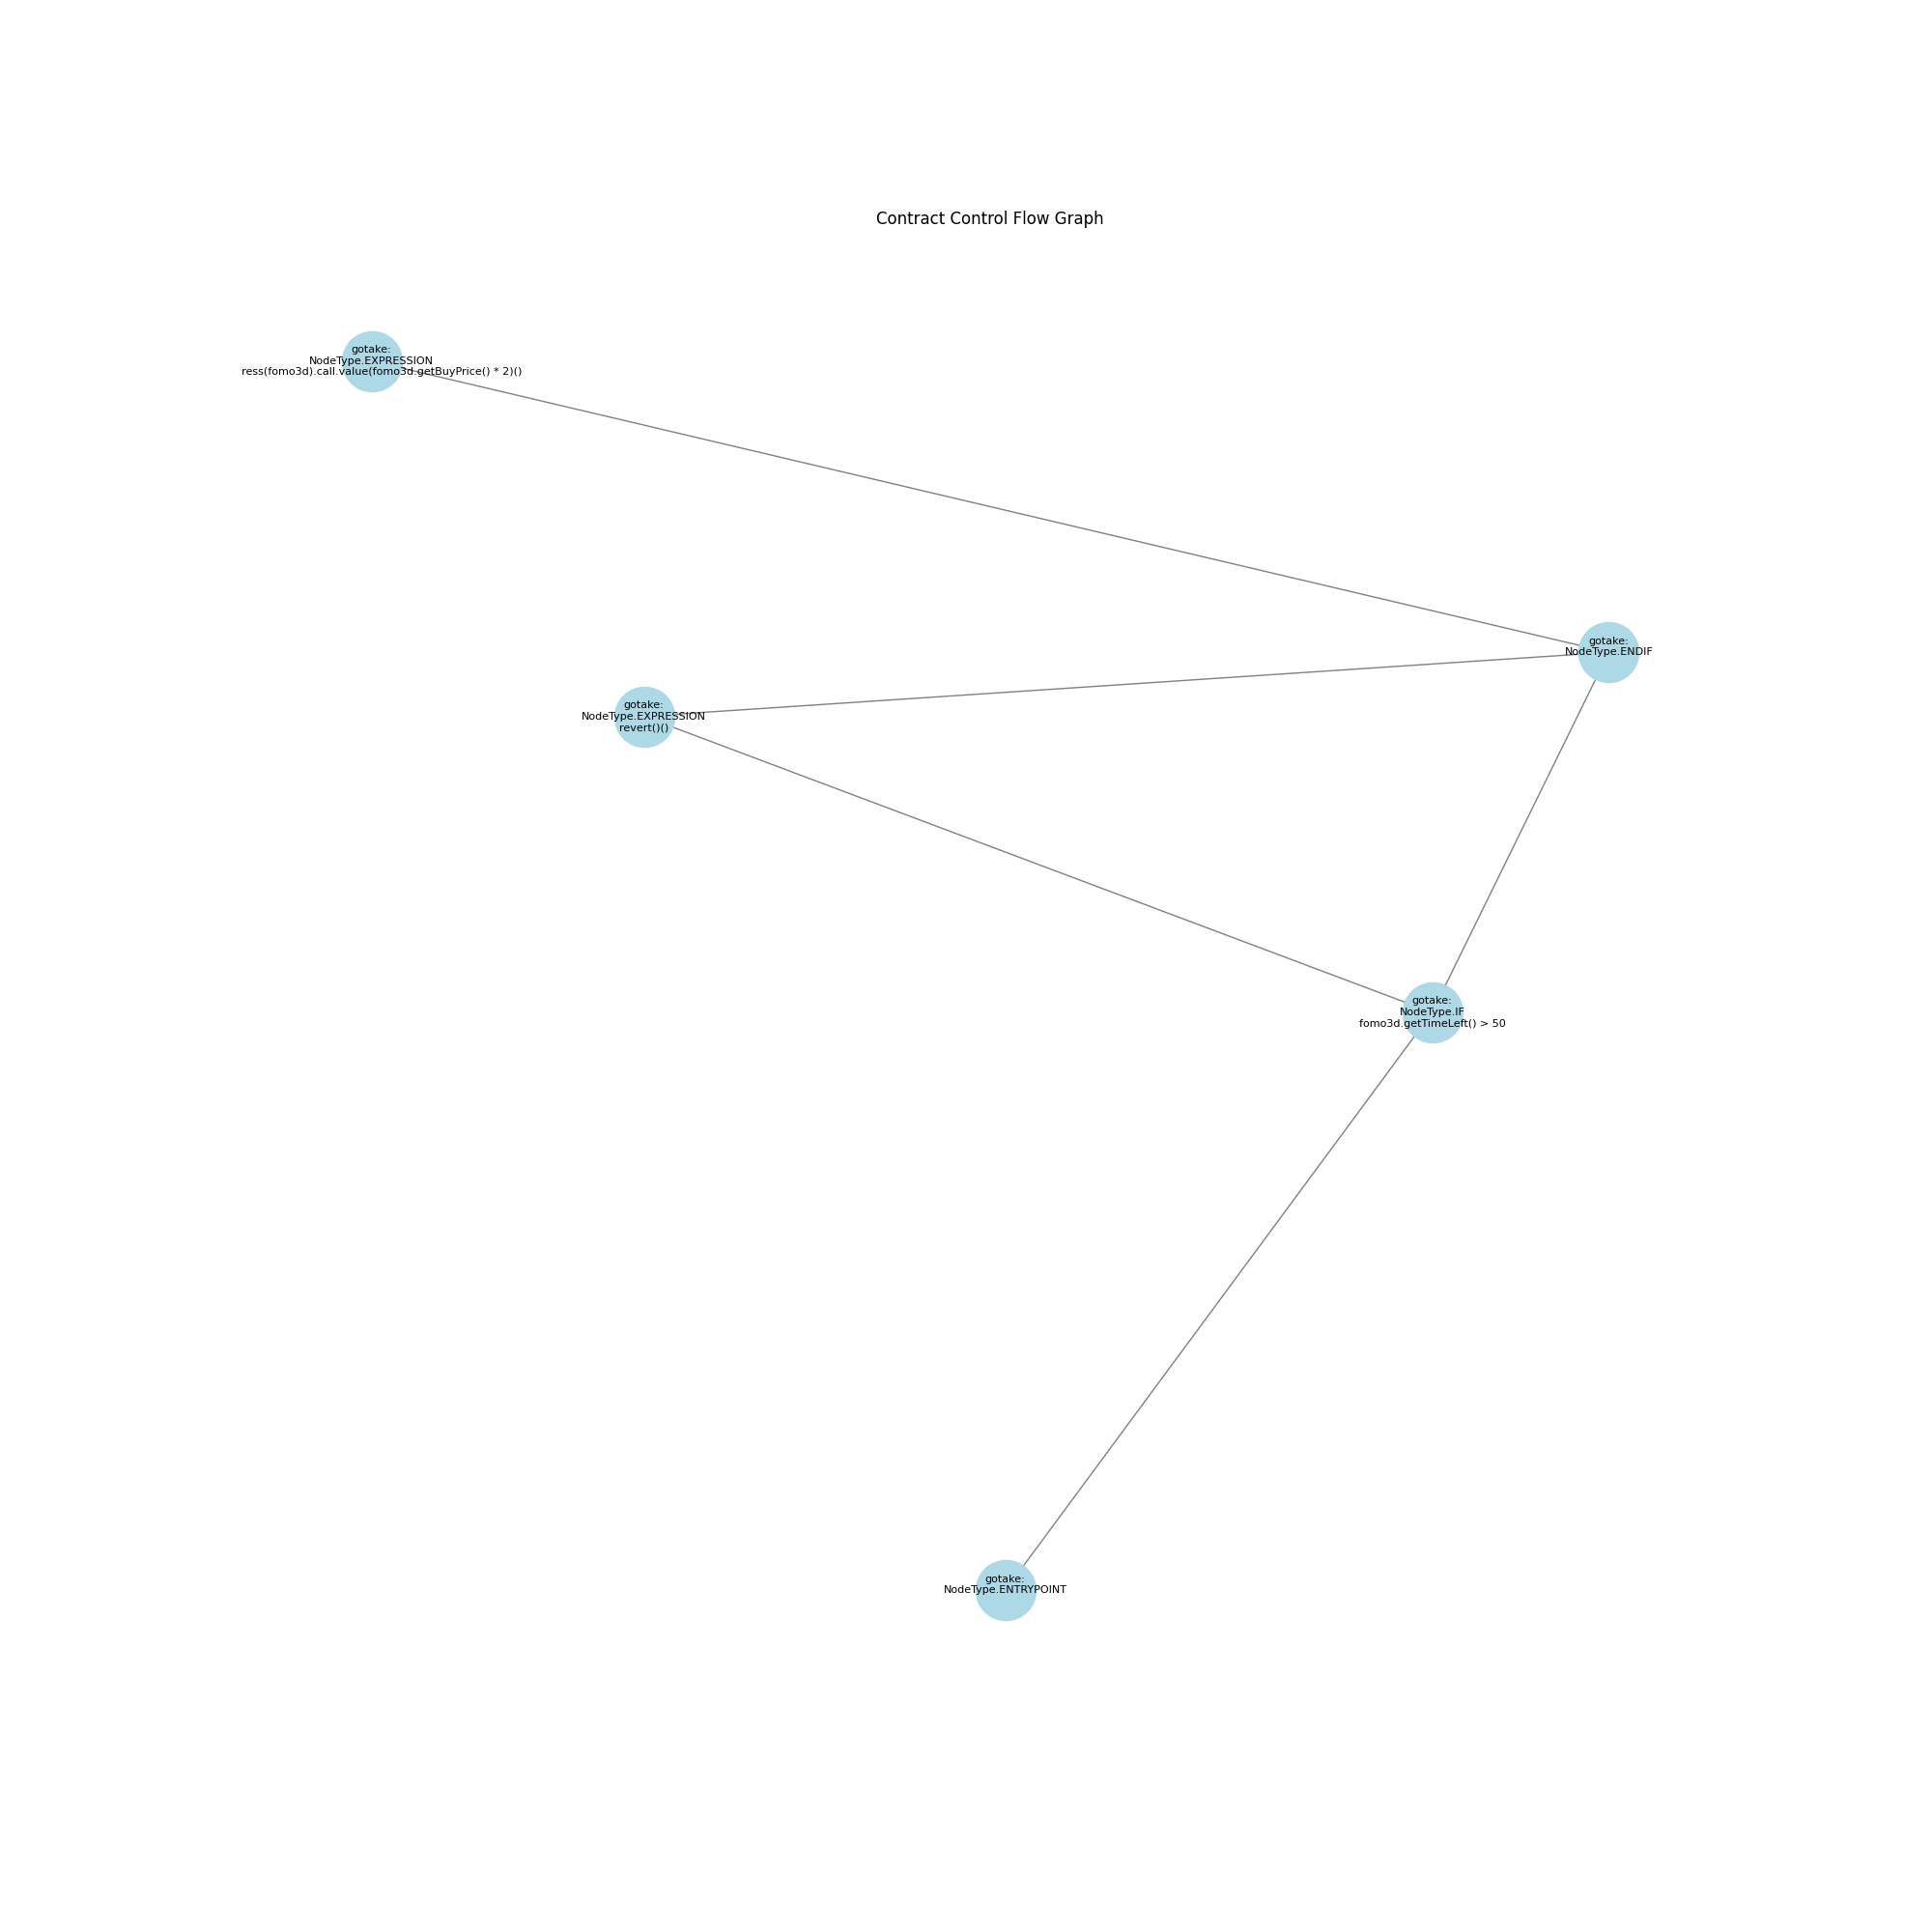 Contract Control Flow Graph
gotake:
NodeType.EXPRESSION
ress(fomo3d).call.value(fomo3d.getBuyPrice() * 2)()
gotake:
NodeType.ENDIF
gotake:
NodeType.EXPRESSION
revert()()
gotake:
NodeType.IF
fomo3d.getTimeLeft() > 50
gotake:
NodeType.ENTRYPOINT